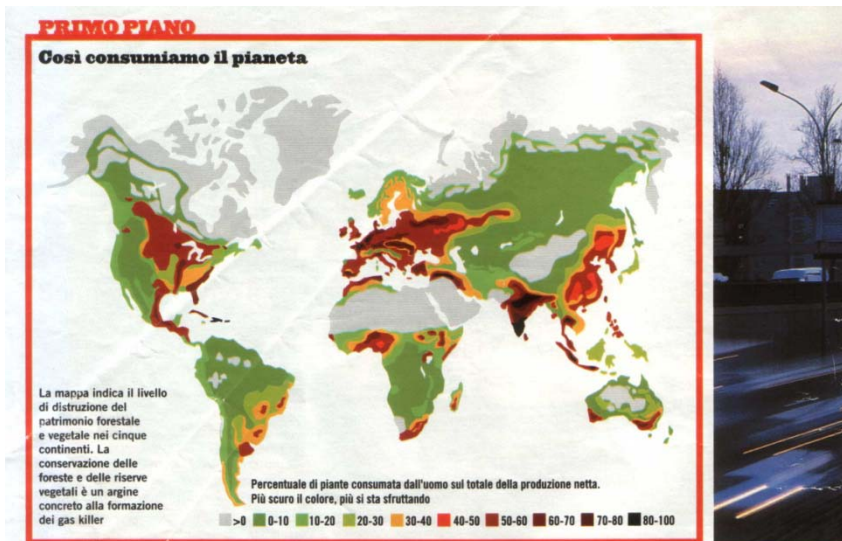 PRIMO PIANO
Così consumiamo il pianeta
La mappa indica il livello
di distruzione del
patrimonio forestale
e vegetale nei cinque
continenti. La
conservazione delle
foreste e delle riserve
vegetali è un argine
concreto alla formazione
dei gas killer
Percentuale di piante consumata dall'uomo sul totale della produzione netta.
Più scuro il colore, più si sta sfruttando
>0 0-10 10-20 20-30 30-40 40-50 50-60 60-70 70-80 80-100